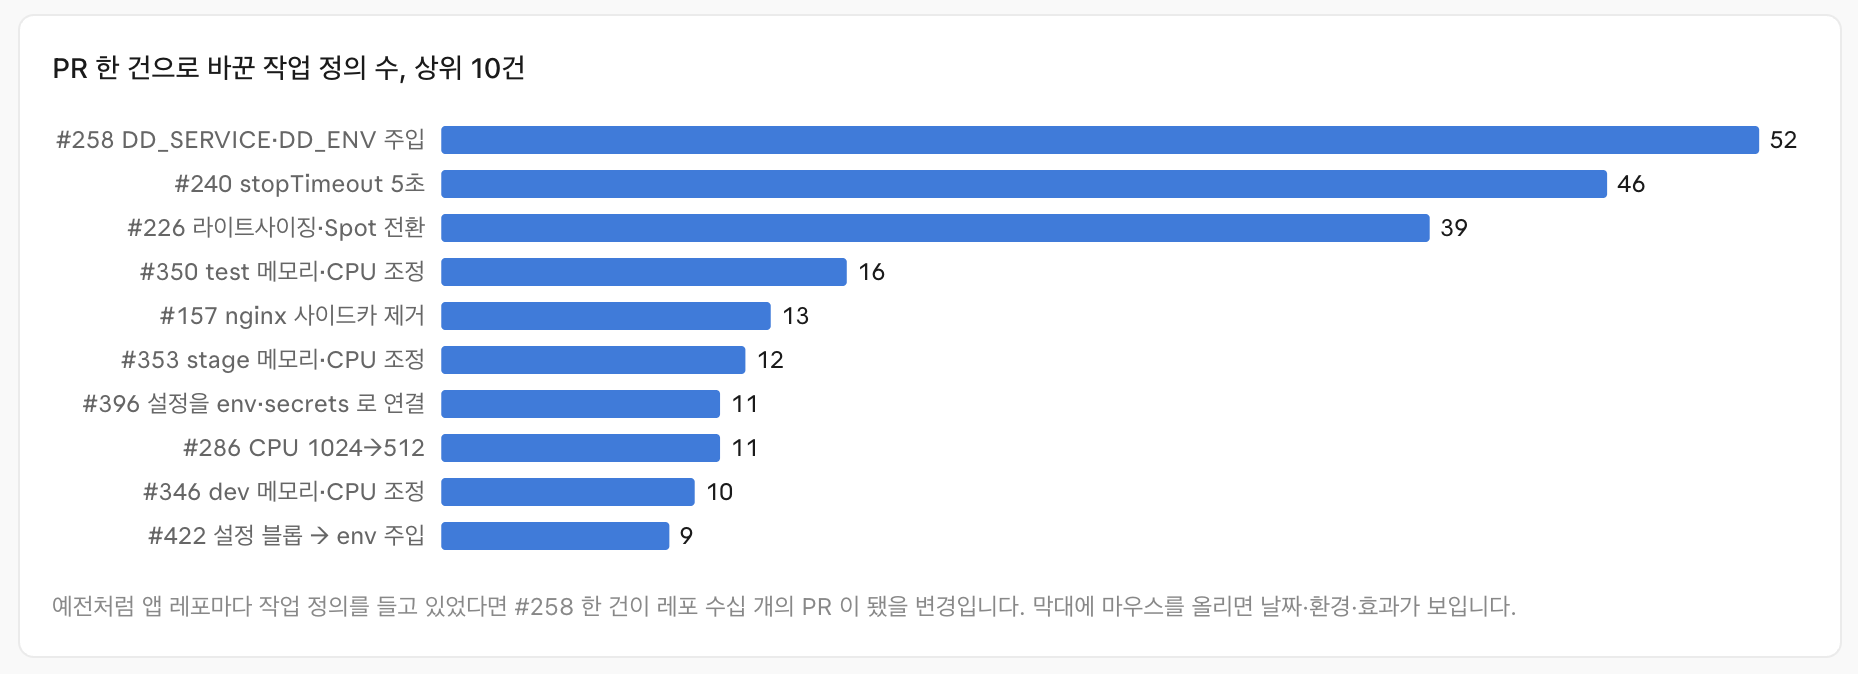 PR 한 건으로 바꾼 작업 정의 수, 상위 10건
#258 DD_SERVICE·DD_ENV 주입 52
#240 stopTimeout 5초 46
#226 라이트사이징·Spot 전환 39
#350 test 메모리·CPU 조정 16
#157 nginx 사이드카 제거 13
#353 stage 메모리·CPU 조정 12
#396 설정을 env·secrets 로 연결 11
#286 CPU 1024→512 11
#346 dev 메모리·CPU 조정 10
#422 설정 블롭 → env 주입 9
예전처럼 앱 레포마다 작업 정의를 들고 있었다면 #258 한 건이 레포 수십 개의 PR 이 됐을 변경입니다. 막대에 마우스를 올리면 날짜·환경·효과가 보입니다.